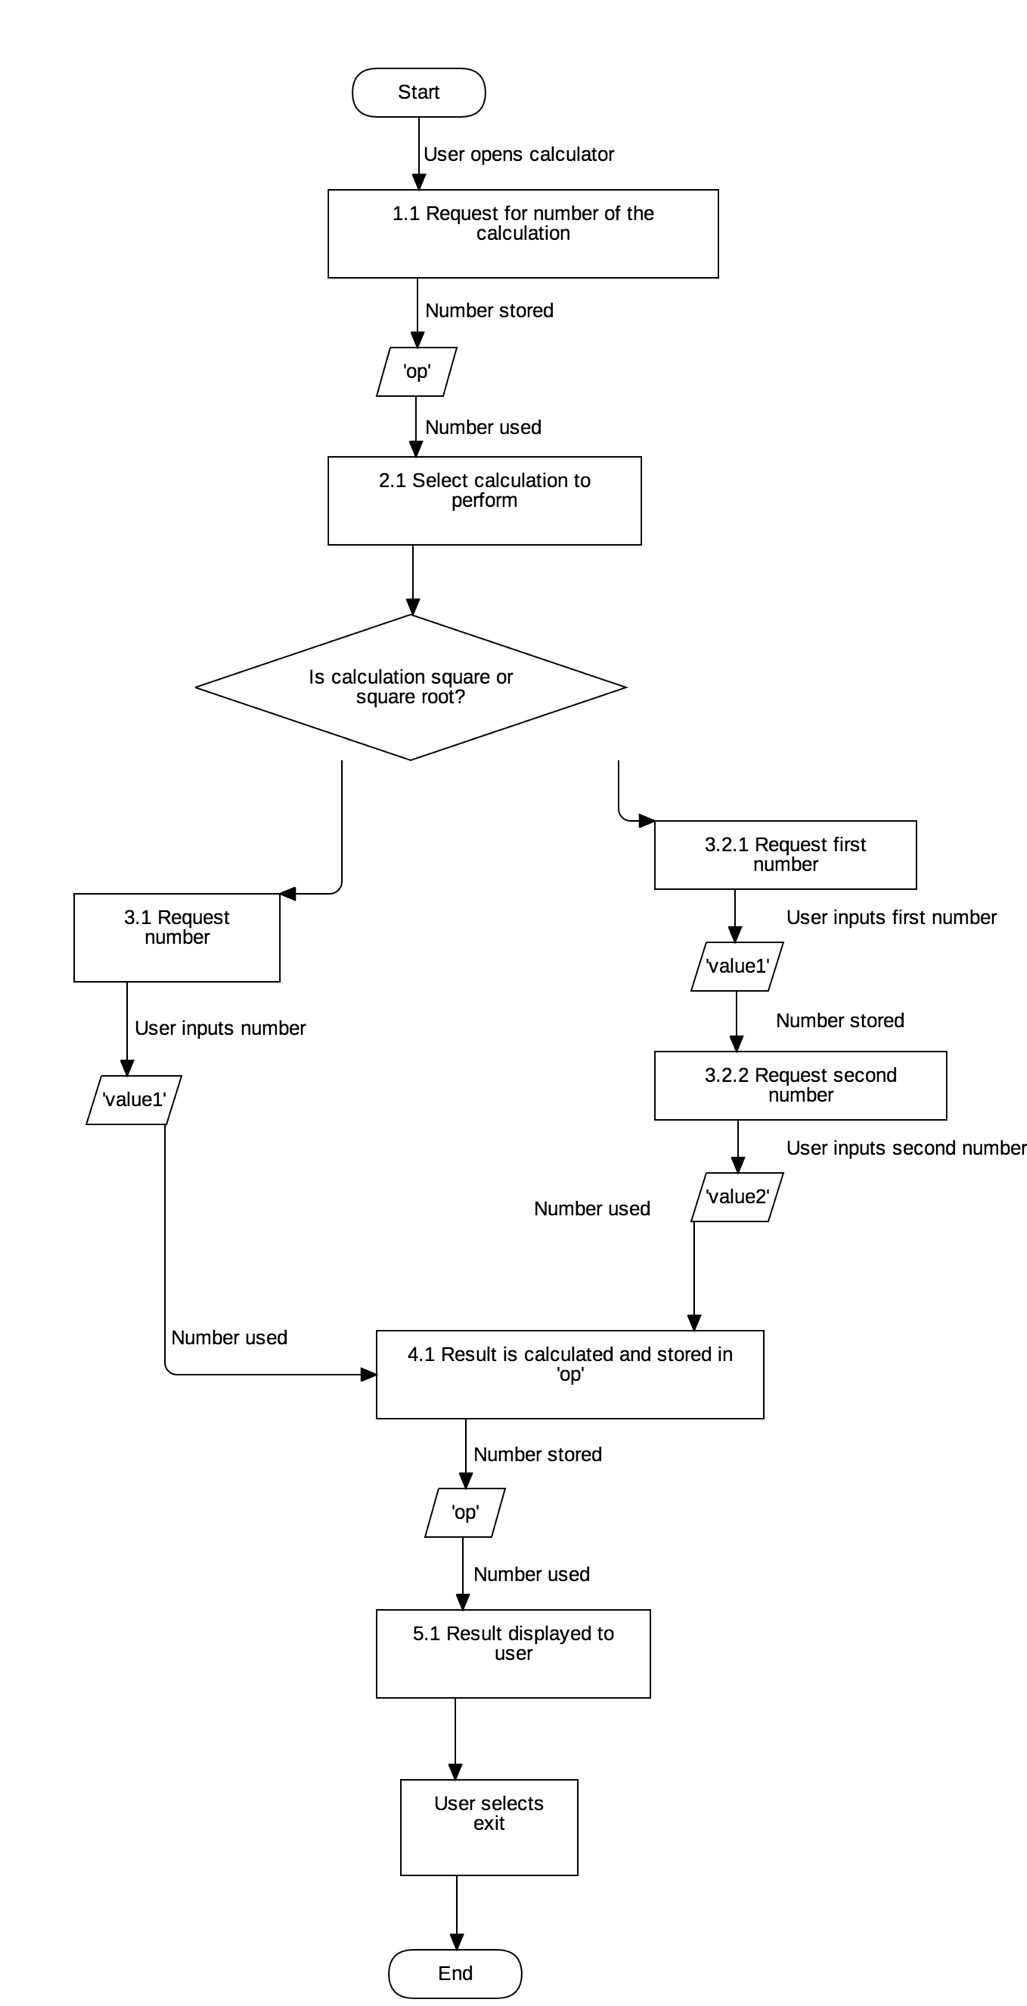 Start
User opens calculator
1.1 Request for number of the
calculation
Number stored
'op'
Number used
2.1 Select calculation to
perform
Is calculation square or
square root?
3.1 Request
number
User inputs number
'value1'
Number used
3.2.1 Request first
number
User inputs first number
'value1'
Number stored
3.2.2 Request second
number
User inputs second number
'value2'
Number used
4.1 Result is calculated and stored in
'op'
Number stored
'op'
Number used
5.1 Result displayed to
user
User selects
exit
End